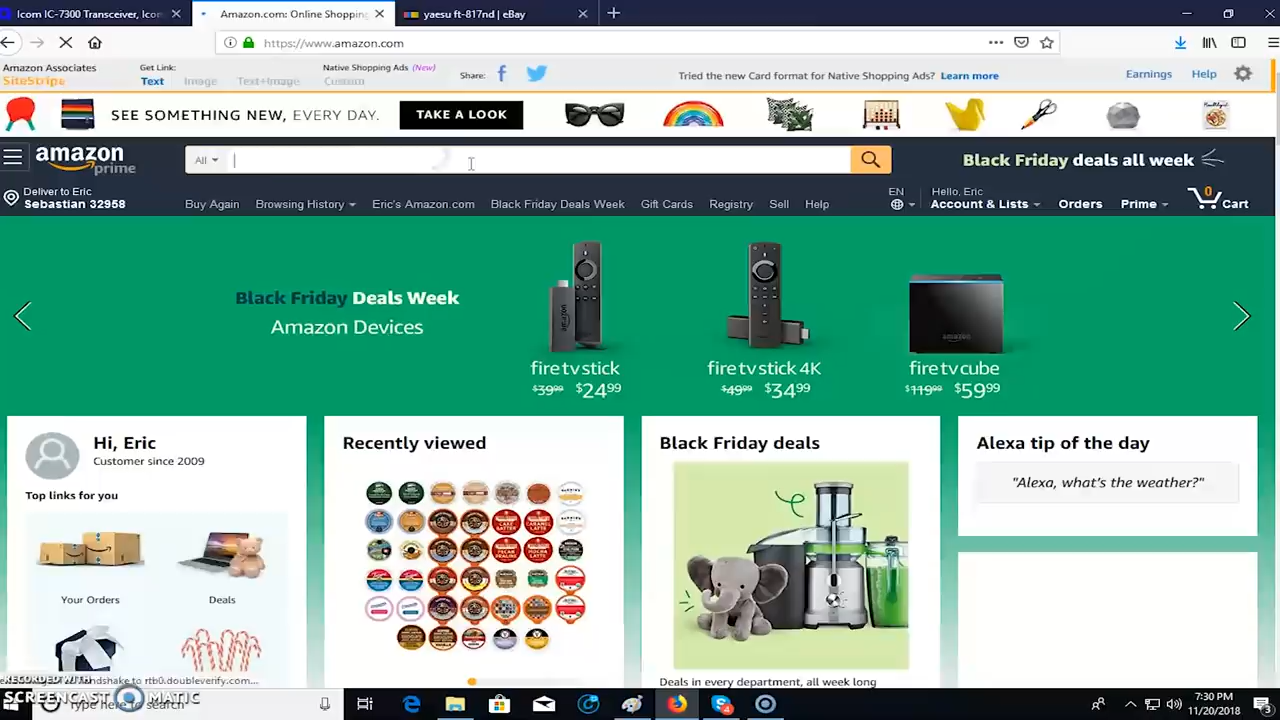 Icom IC-7300 Transceiver, Icom
Amazon.com: Online Shopping
yaesu ft-817nd | eBay
https://www.amazon.com
Amazon Associates
SiteStripe
Get Link:
Text
Image
Text+Image
Native Shopping Ads (New)
Custom
Share:
Tried the new Card format for Native Shopping Ads? Learn more
Earnings
Help
SEE SOMETHING NEW, EVERY DAY.
TAKE A LOOK
amazon
prime
All
Black Friday deals all week
Deliver to Eric
Sebastian 32958
Buy Again
Browsing History
Eric's Amazon.com
Black Friday Deals Week
Gift Cards
Registry
Sell
Help
EN
Hello, Eric
Account & Lists
Orders
Prime
0
Cart
Black Friday Deals Week
Amazon Devices
amazon
fire tv stick
$39.99 $24.99
fire tv stick 4K
$49.99 $34.99
fire tv cube
$119.99 $59.99
Hi, Eric
Customer since 2009
Top links for you
Your Orders
Deals
Recently viewed
Black Friday deals
Deals in every department, all week long
Alexa tip of the day
"Alexa, what's the weather?"
RECORDED WITH
SCREENCAST MATIC
handshake to rtb0.doubleverify.com...
Type here to search
7:30 PM
11/20/2018
3